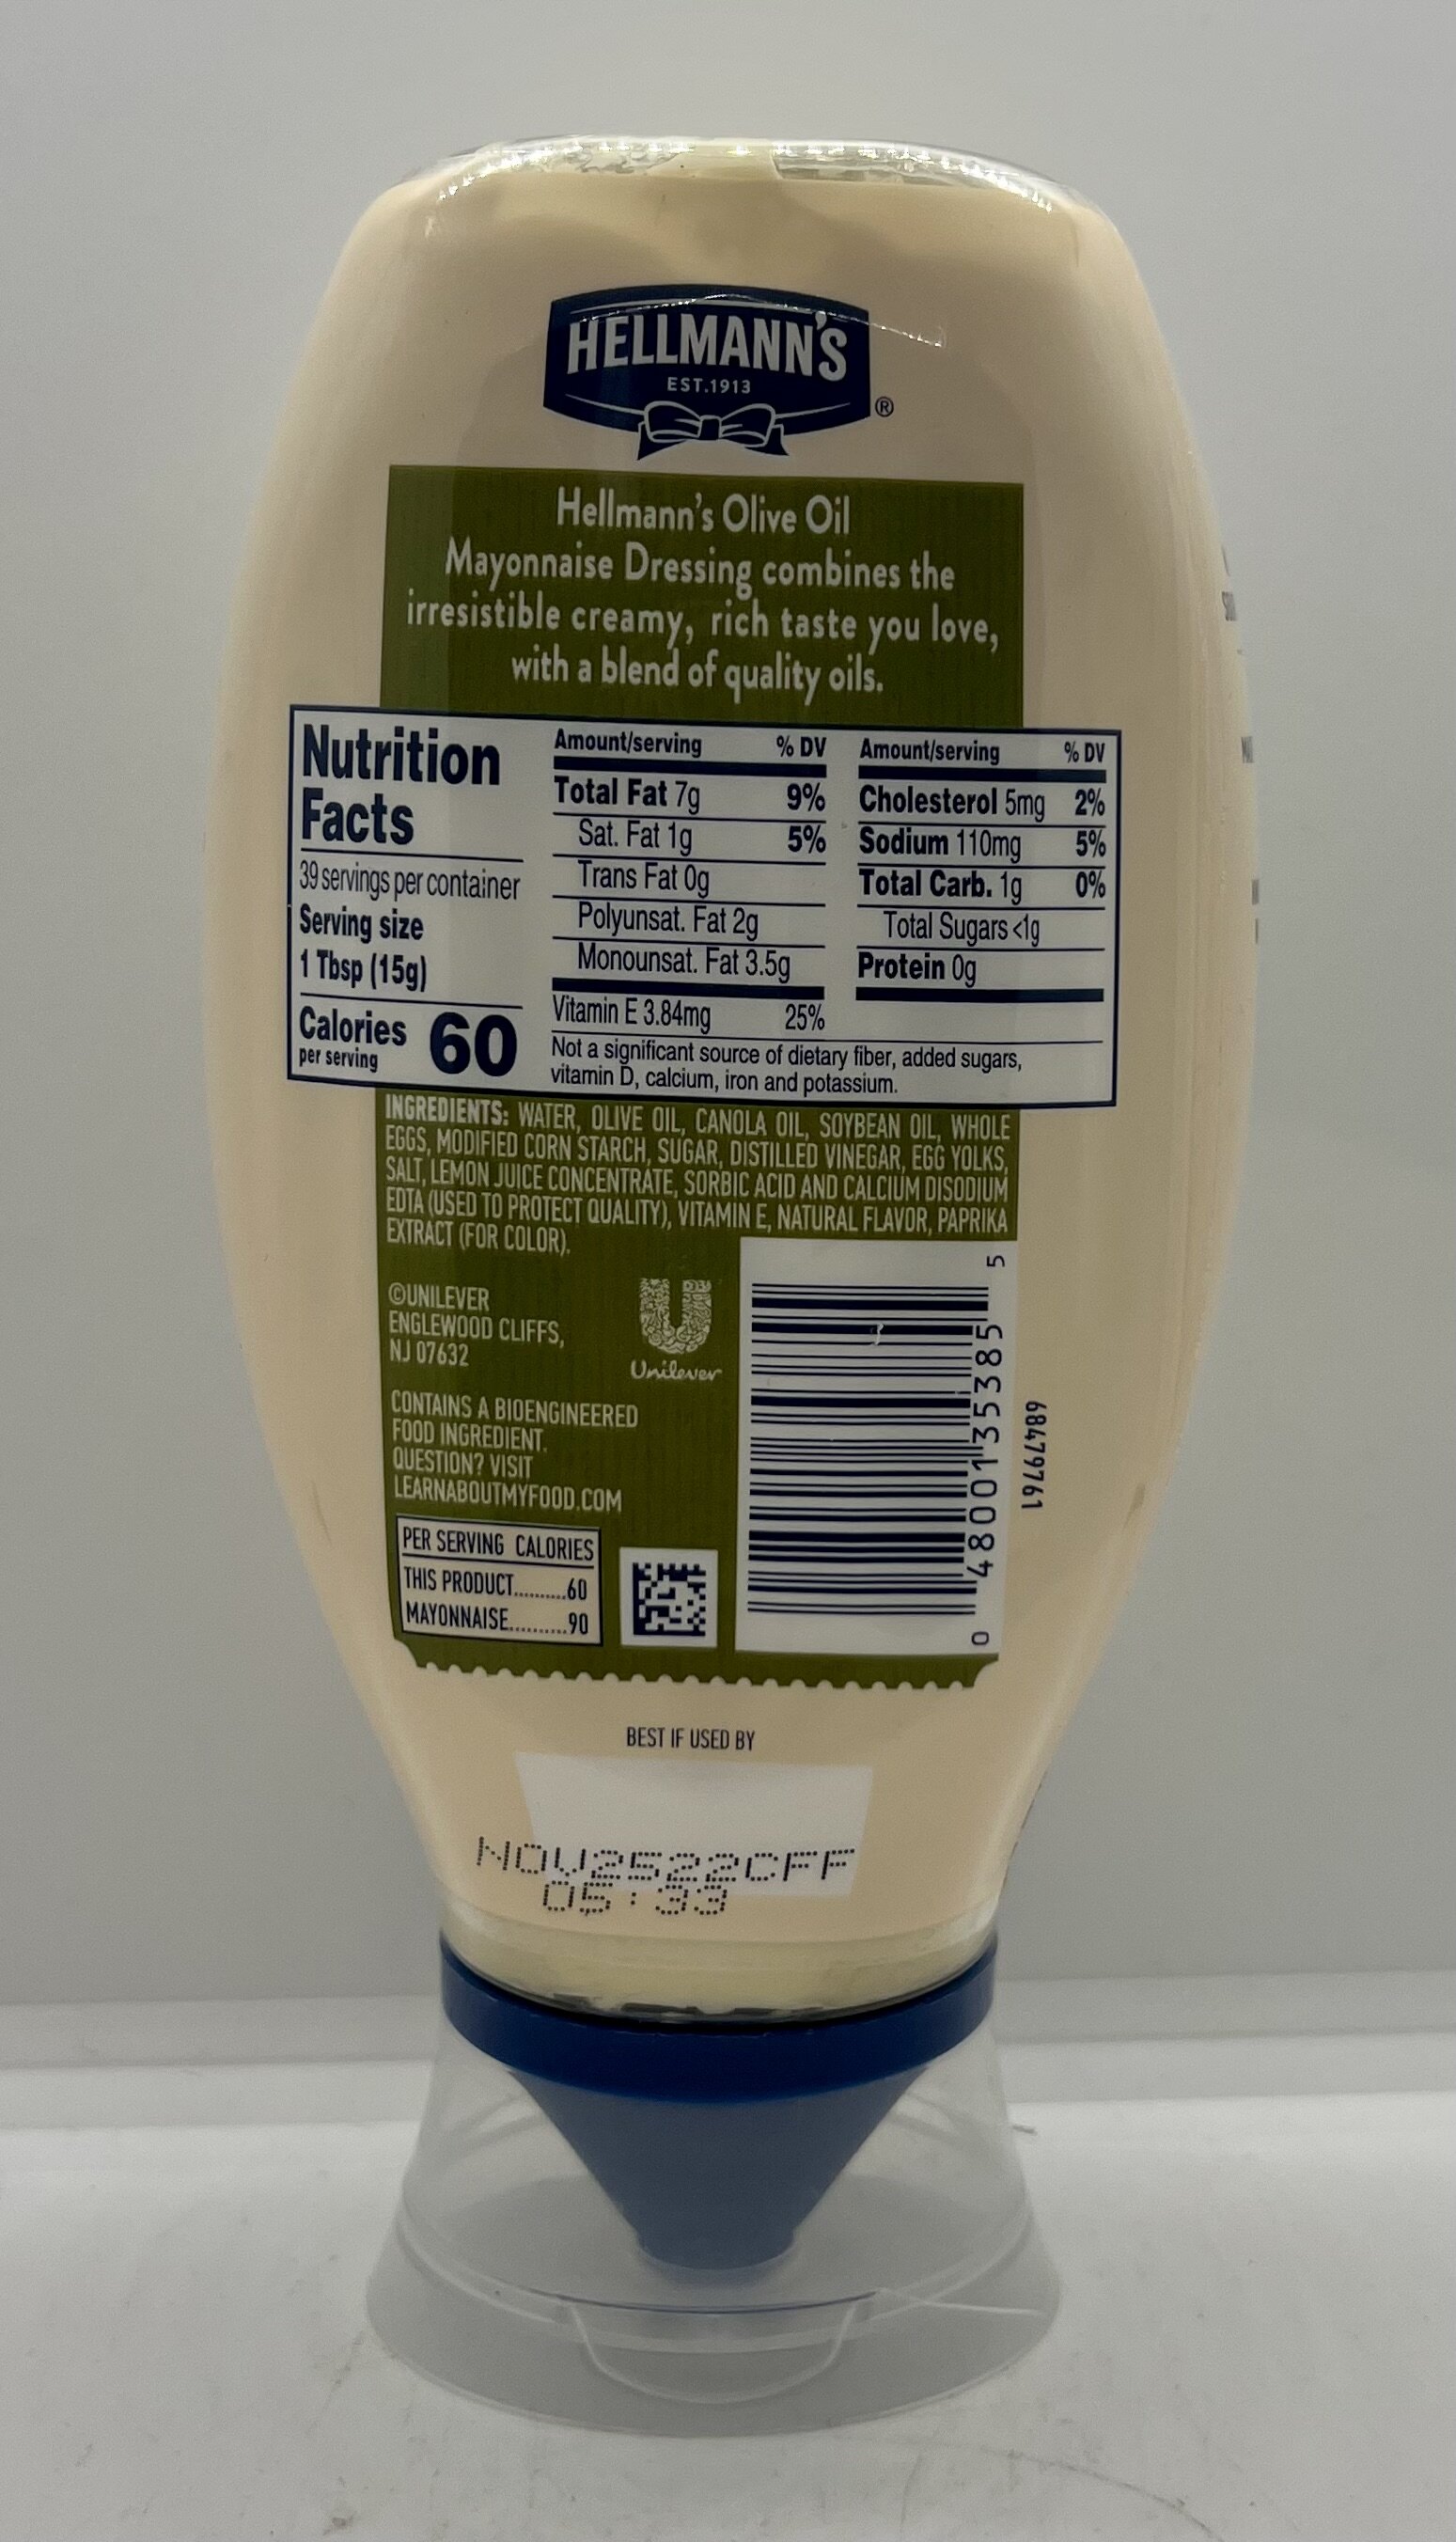 HELLMANN'S
EST.1913
®
Hellmann's Olive Oil
Mayonnaise Dressing combines the
irresistible creamy, rich taste you love,
with a blend of quality oils.
Nutrition
Facts
39 servings per container
Serving size
1 Tbsp (15g)
Calories 60
per serving
Amount/serving % DV
Total Fat 7g 9%
Sat. Fat 1g 5%
Trans Fat 0g
Polyunsat. Fat 2g
Monounsat. Fat 3.5g
Vitamin E 3.84mg 25%
Amount/serving % DV
Cholesterol 5mg 2%
Sodium 110mg 5%
Total Carb. 1g 0%
Total Sugars <1g
Protein 0g
Not a significant source of dietary fiber, added sugars,
vitamin D, calcium, iron and potassium.
INGREDIENTS: WATER, OLIVE OIL, CANOLA OIL, SOYBEAN OIL, WHOLE
EGGS, MODIFIED CORN STARCH, SUGAR, DISTILLED VINEGAR, EGG YOLKS,
SALT, LEMON JUICE CONCENTRATE, SORBIC ACID AND CALCIUM DISODIUM
EDTA (USED TO PROTECT QUALITY), VITAMIN E, NATURAL FLAVOR, PAPRIKA
EXTRACT (FOR COLOR).
©UNILEVER
ENGLEWOOD CLIFFS,
NJ 07632
Unilever
CONTAINS A BIOENGINEERED
FOOD INGREDIENT.
QUESTION? VISIT
LEARNABOUTMYFOOD.COM
PER SERVING CALORIES
THIS PRODUCT..........60
MAYONNAISE..........90
0 48001 35385 5
68479761
BEST IF USED BY
NOV2522CFF
05:33